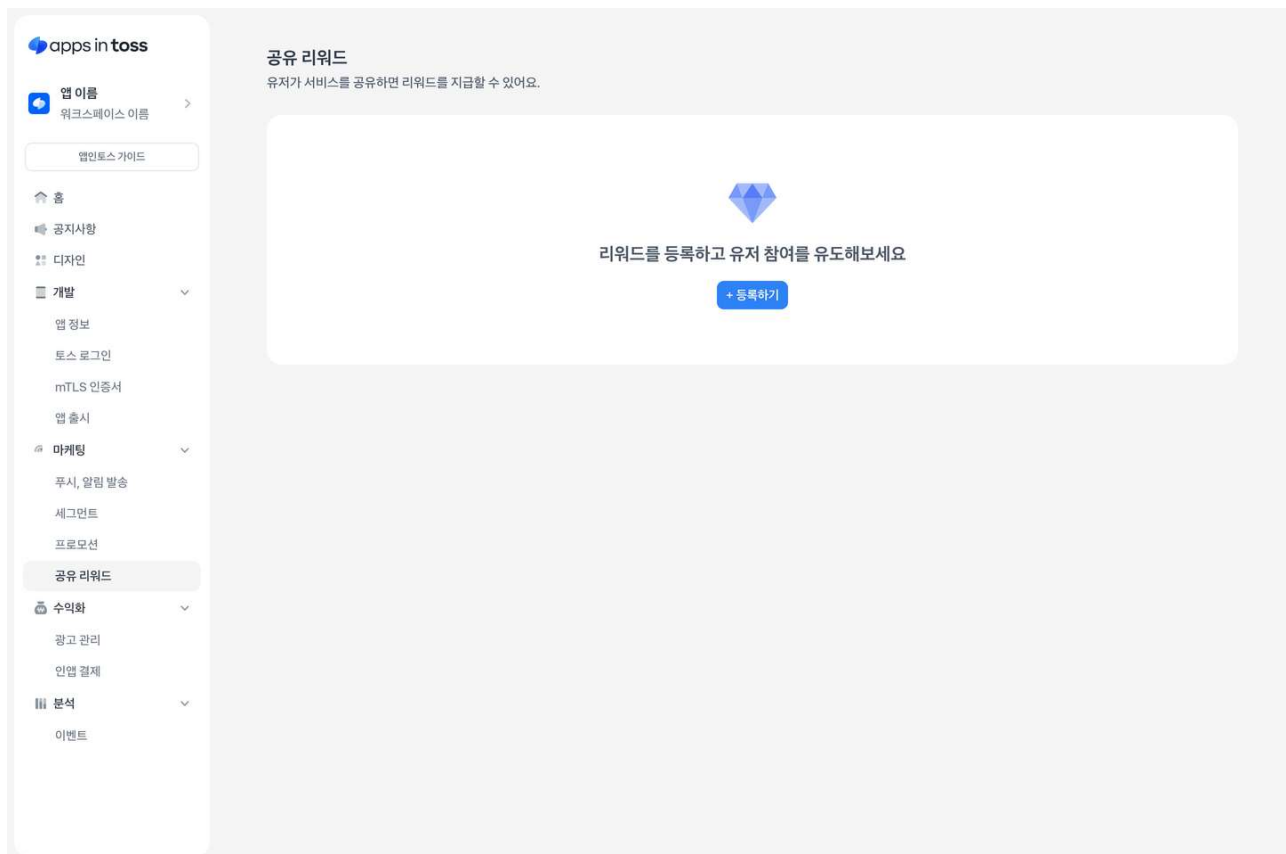 apps in toss
앱 이름
워크스페이스 이름
앱인토스 가이드
홈
공지사항
디자인
개발
앱 정보
토스 로그인
mTLS 인증서
앱 출시
마케팅
푸시, 알림 발송
세그먼트
프로모션
공유 리워드
수익화
광고 관리
인앱 결제
분석
이벤트
공유 리워드
유저가 서비스를 공유하면 리워드를 지급할 수 있어요.
리워드를 등록하고 유저 참여를 유도해보세요
+ 등록하기